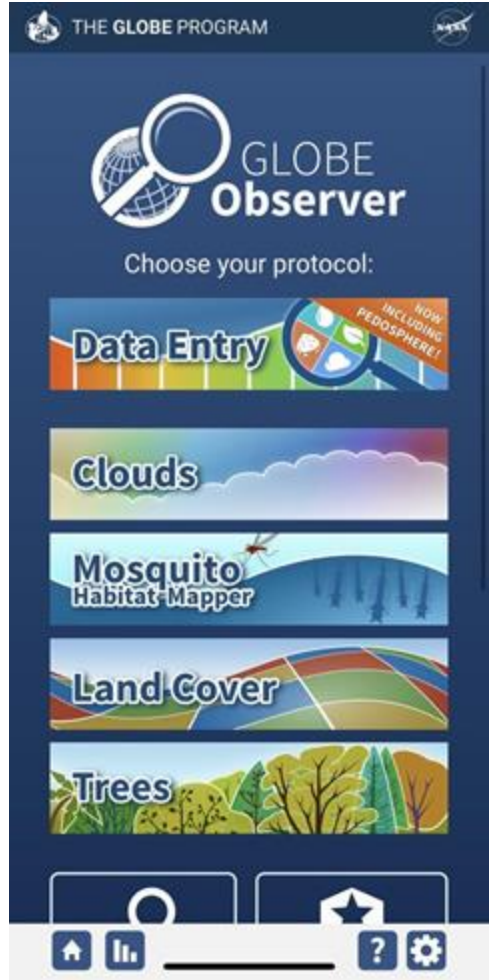 THE GLOBE PROGRAM
NASA
GLOBE
Observer
Choose your protocol:
Data Entry
NOW
INCLUDING
PEDOSPHERE!
Clouds
Mosquito
Habitat Mapper
Land Cover
Trees
?